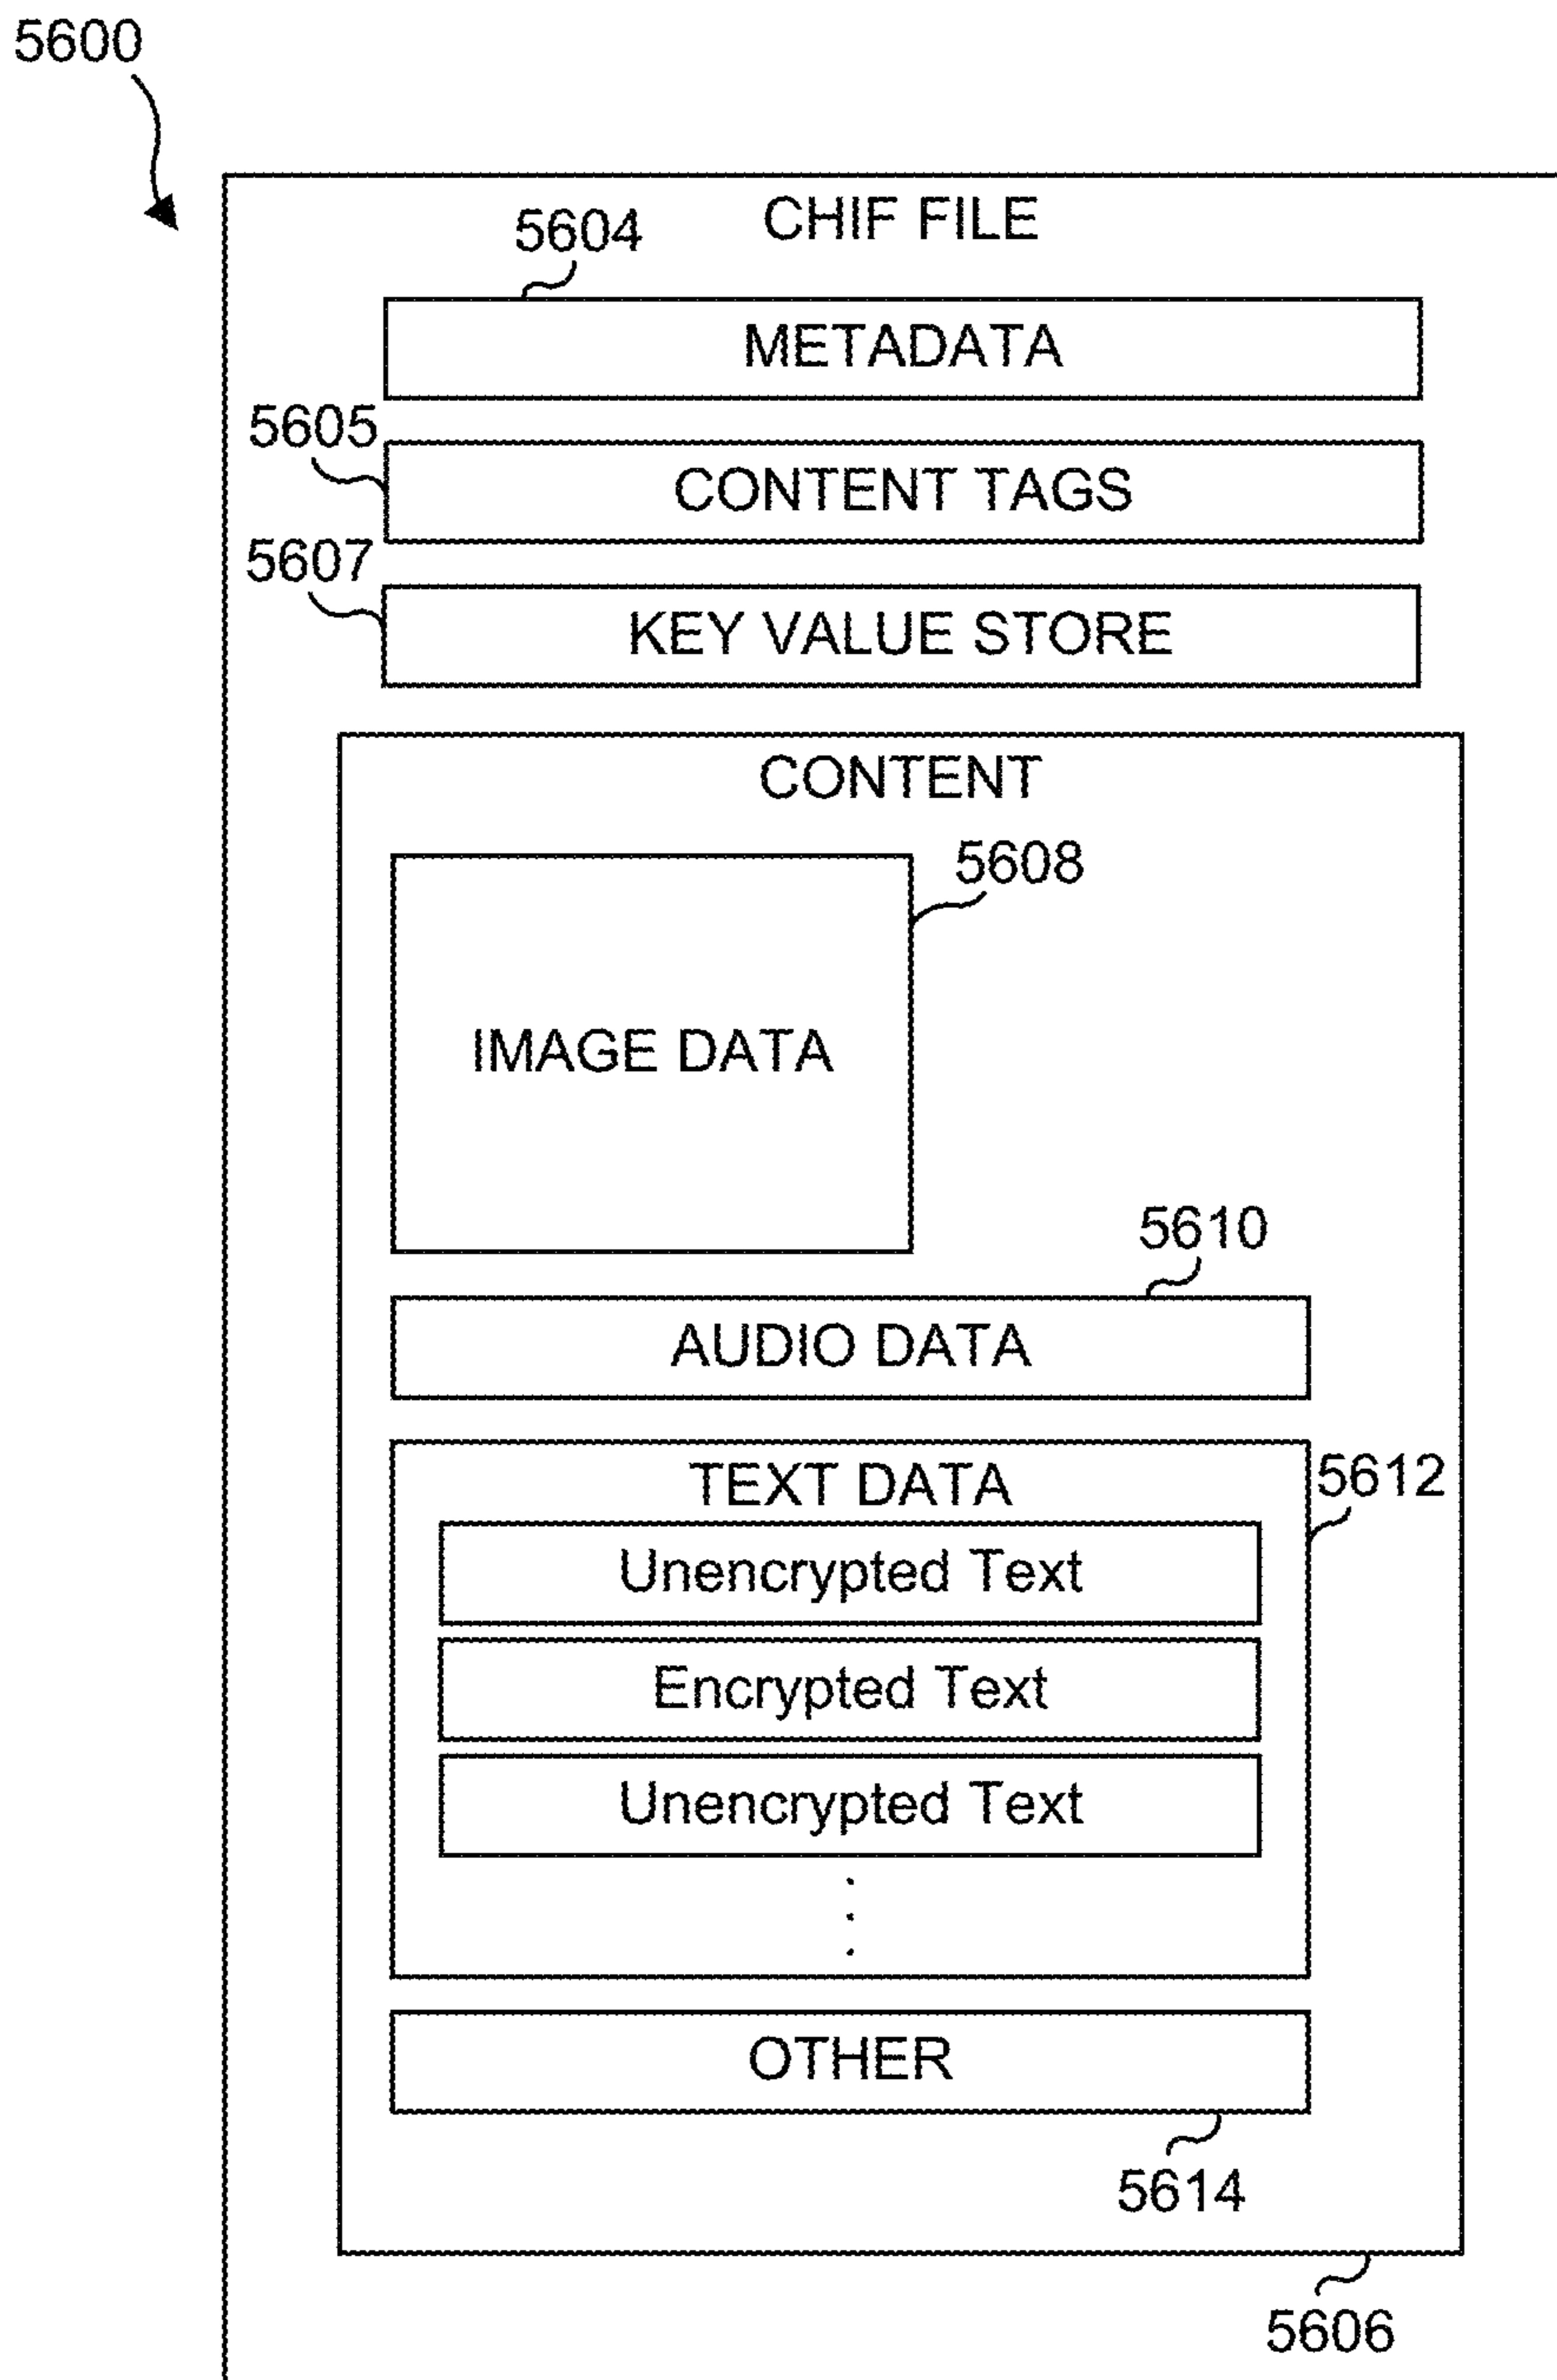 5600
CHIF FILE
5604
METADATA
5605
CONTENT TAGS
5607
KEY VALUE STORE
CONTENT
5608
IMAGE DATA
5610
AUDIO DATA
TEXT DATA
5612
Unencrypted Text
Encrypted Text
Unencrypted Text
OTHER
5614
5606